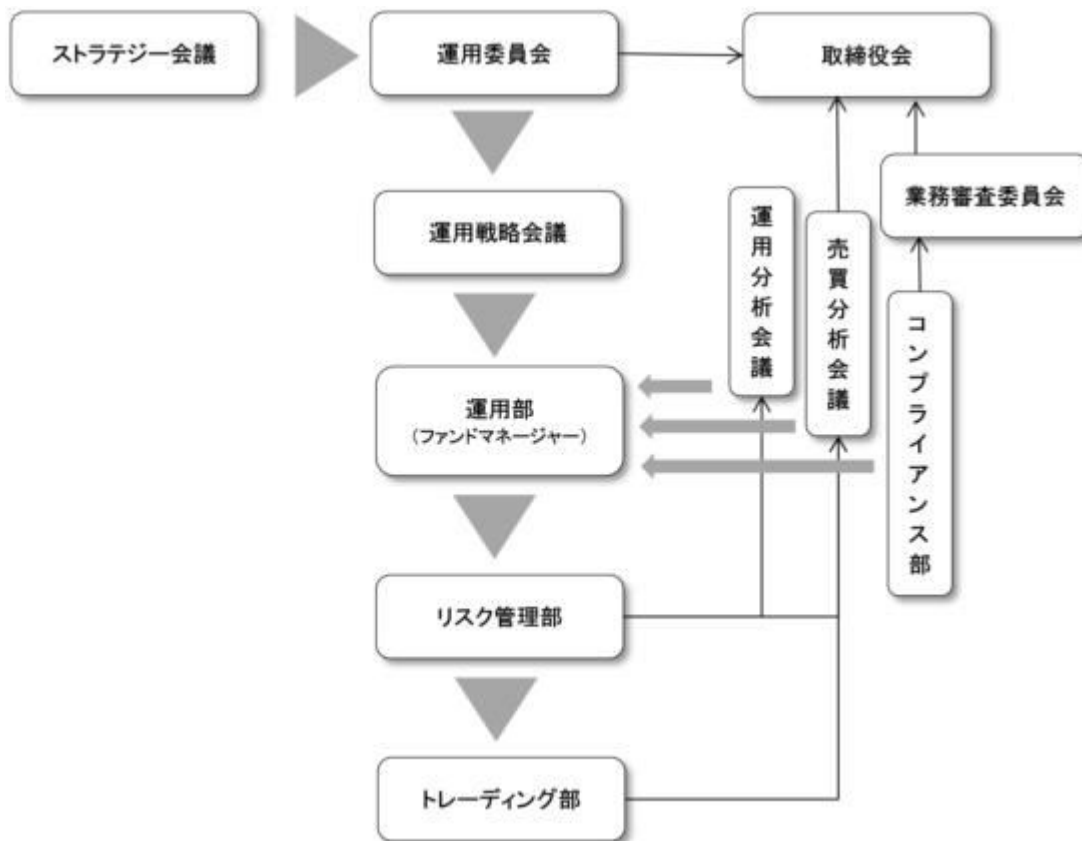 ストラテジー会議
運用委員会
取締役会
業務審査委員会
運用戦略会議
運用分析会議
売買分析会議
コンプライアンス部
運用部
（ファンドマネージャー）
リスク管理部
トレーディング部